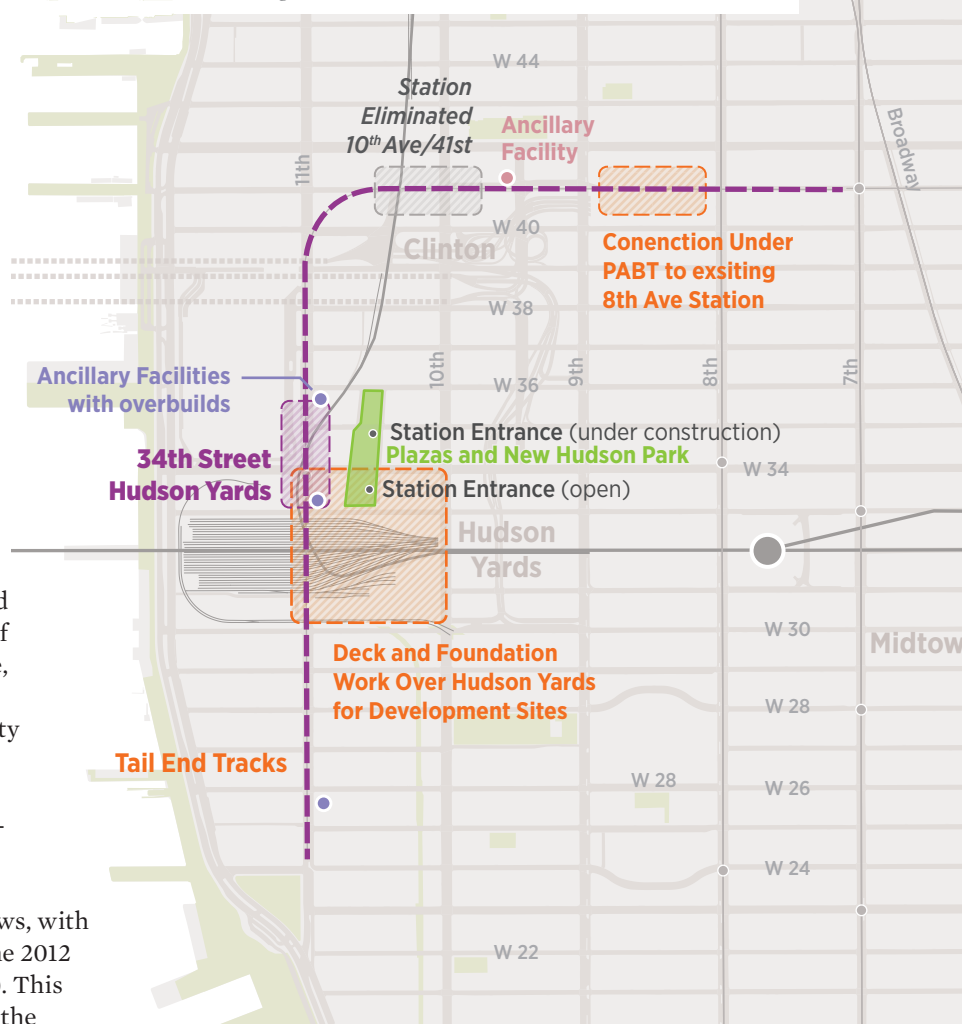 W 44
Station
Eliminated
10th Ave/41st
Ancillary
Facility
Broadway
11th
W 40
Clinton
Conenction Under
PABT to exsiting
8th Ave Station
W 38
10th
9th
8th
7th
Ancillary Facilities
with overbuilds
W 36
Station Entrance (under construction)
Plazas and New Hudson Park
34th Street
Hudson Yards
W 34
Station Entrance (open)
Hudson
Yards
W 30
Midtow
Deck and Foundation
Work Over Hudson Yards
for Development Sites
W 28
Tail End Tracks
W 28
W 26
W 24
ws, with
W 22
e 2012
. This
the